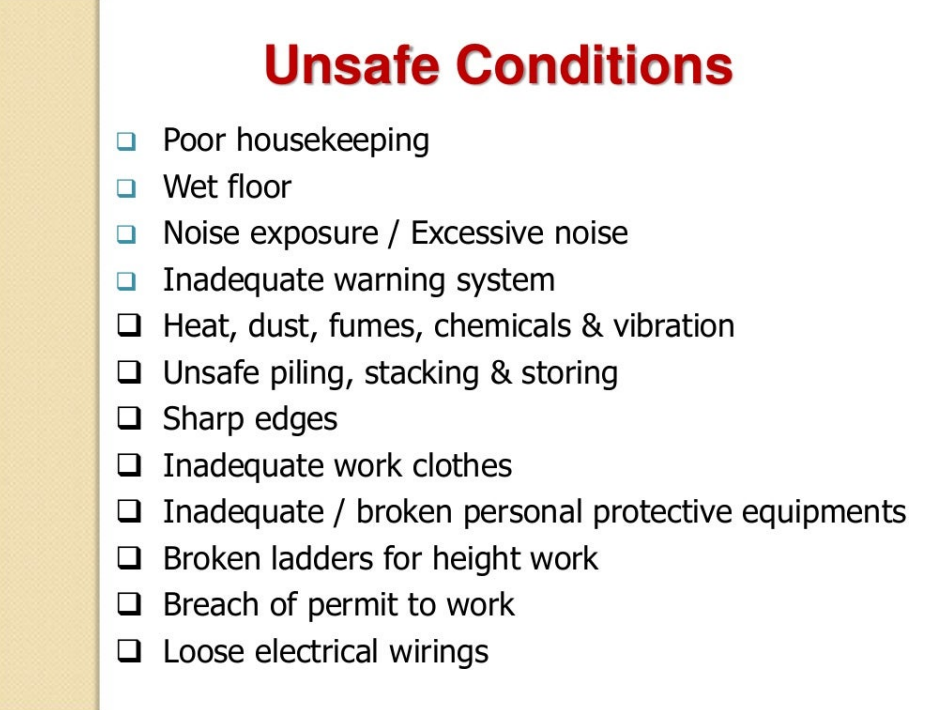 Unsafe Conditions
❑ Poor housekeeping
❑ Wet floor
❑ Noise exposure / Excessive noise
❑ Inadequate warning system
❑ Heat, dust, fumes, chemicals & vibration
❑ Unsafe piling, stacking & storing
❑ Sharp edges
❑ Inadequate work clothes
❑ Inadequate / broken personal protective equipments
❑ Broken ladders for height work
❑ Breach of permit to work
❑ Loose electrical wirings